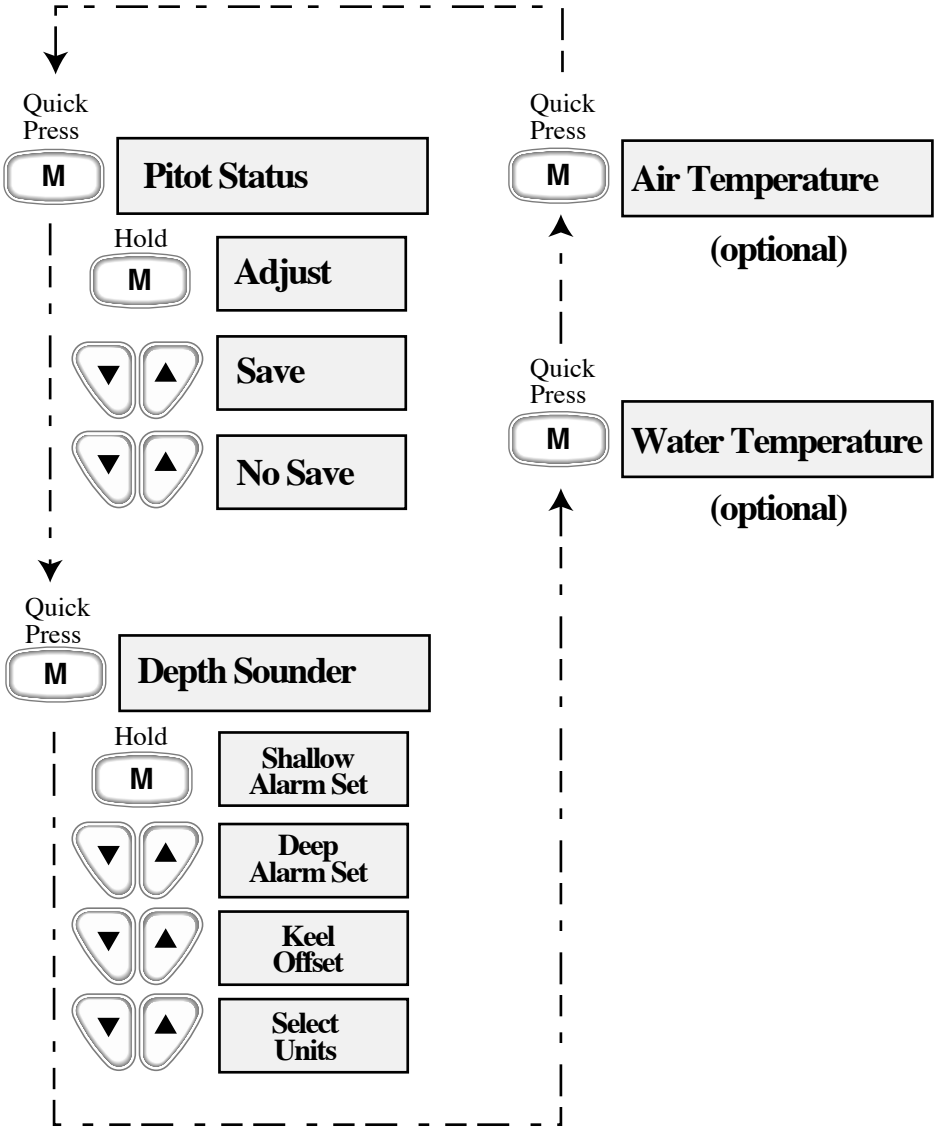 Quick
Press
M
Pitot Status
Hold
M
Adjust
Save
No Save
Quick
Press
M
Depth Sounder
Hold
M
Shallow
Alarm Set
Deep
Alarm Set
Keel
Offset
Select
Units
Quick
Press
M
Air Temperature
(optional)
Quick
Press
M
Water Temperature
(optional)